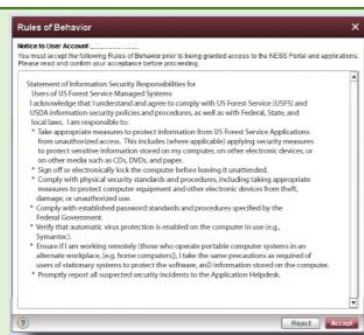 Rules of Behavior
Notice to User Account
You must accept the following Rules of Behavior prior to being granted access to the NESS Portal and applications.
Please read and confirm your acceptance before proceeding.
Statement of Information Security Responsibilities for
Users of US Forest Service Managed Systems
I acknowledge that I understand and agree to comply with US Forest Service (USFS) and
USDA information security policies and procedures, as well as with Federal, State, and
local laws. I am responsible to:
* Take appropriate measures to protect information from US Forest Service Applications
from unauthorized access. This includes (where applicable) applying security measures
to protect sensitive information stored on my computer, on other electronic devices, or
on other media such as CDs, DVDs, and paper.
* Sign off or electronically lock the computer before leaving it unattended.
* Comply with physical security standards and procedures, including taking appropriate
measures to protect computer equipment and other electronic devices from theft,
damage, or unauthorized use.
* Comply with established password standards and procedures specified by the
Federal Government.
* Verify that automatic virus protection is enabled on the computer in use (e.g.,
Symantec).
* Ensure if I am working remotely (those who operate portable computer systems in an
alternate workplace, [e.g. home computers]), I take the same precautions as required of
users of stationary systems to protect the software, anD information stored on the computer.
* Promptly report all suspected security incidents to the Application Helpdesk.
?
Reject Accept